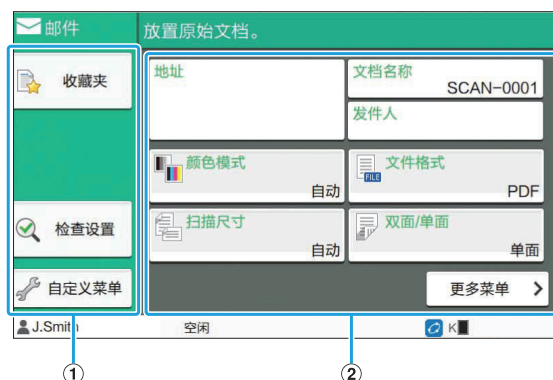 邮件
放置原始文档。
收藏夹
检查设置
自定义菜单
地址
文档名称
SCAN-0001
发件人
颜色模式
自动
文件格式
FILE
PDF
扫描尺寸
自动
双面/单面
单面
更多菜单
J.Smith
空闲
K
①
②